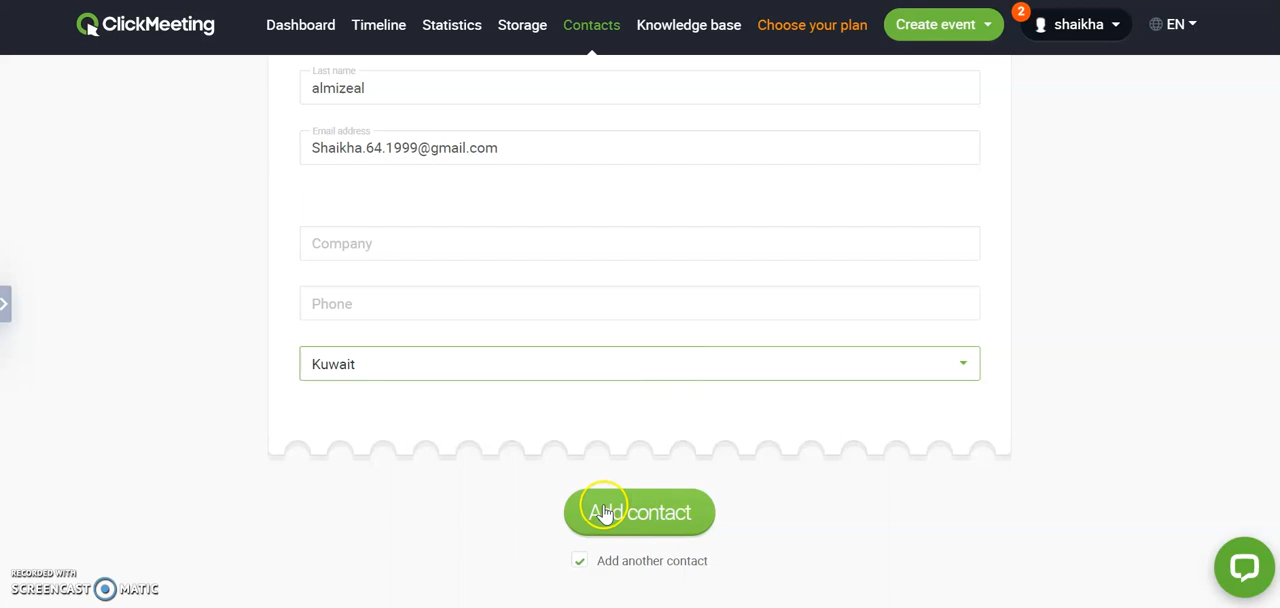 ClickMeeting Dashboard Timeline Statistics Storage Contacts Knowledge base Choose your plan Create event 2 shaikha EN
Last name
almizeal
Email address
Shaikha.64.1999@gmail.com
Company
Phone
Kuwait
Add contact
Add another contact
RECORDED WITH
SCREENCAST MATIC